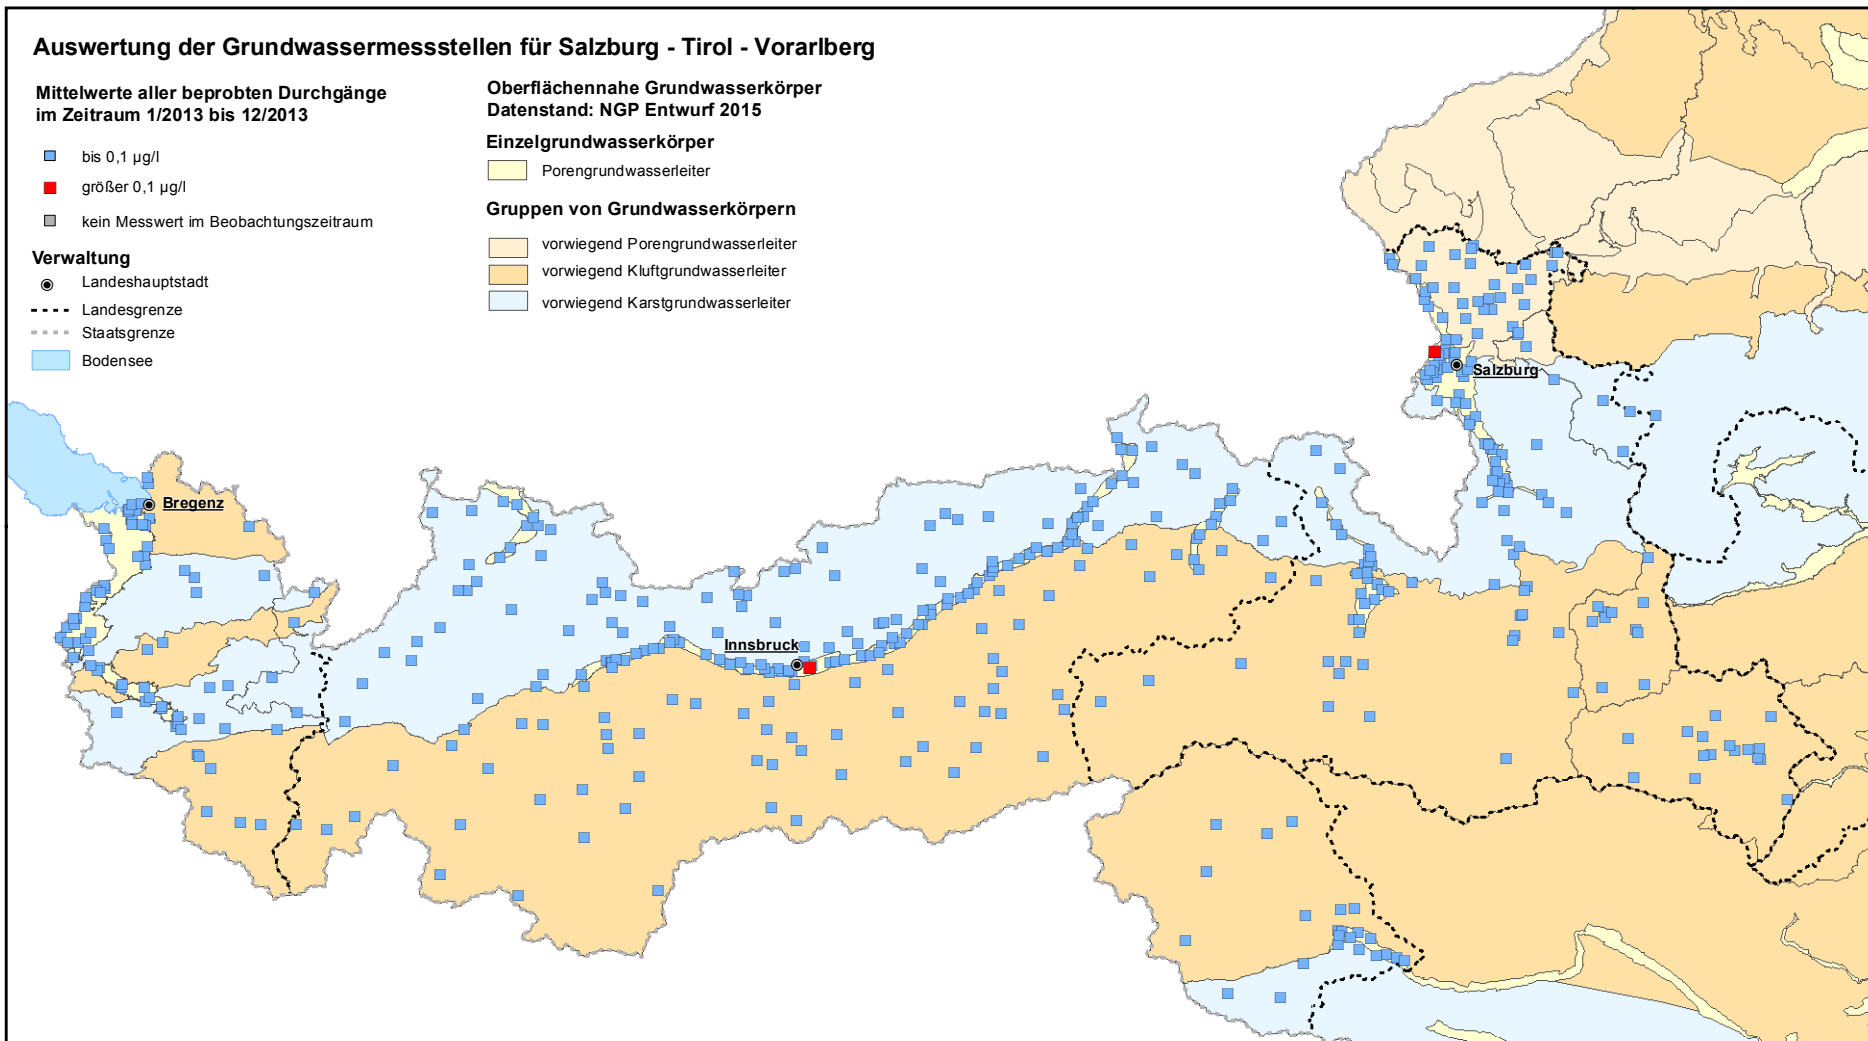 Auswertung der Grundwassermessstellen für Salzburg - Tirol - Vorarlberg
Mittelwerte aller beprobten Durchgänge
im Zeitraum 1/2013 bis 12/2013
bis 0,1 µg/l
größer 0,1 µg/l
kein Messwert im Beobachtungszeitraum
Verwaltung
Landeshauptstadt
Landesgrenze
Staatsgrenze
Bodensee
Oberflächennahe Grundwasserkörper
Datenstand: NGP Entwurf 2015
Einzelgrundwasserkörper
Porengrundwasserleiter
Gruppen von Grundwasserkörpern
vorwiegend Porengrundwasserleiter
vorwiegend Kluftgrundwasserleiter
vorwiegend Karstgrundwasserleiter
Salzburg
Bregenz
Innsbruck